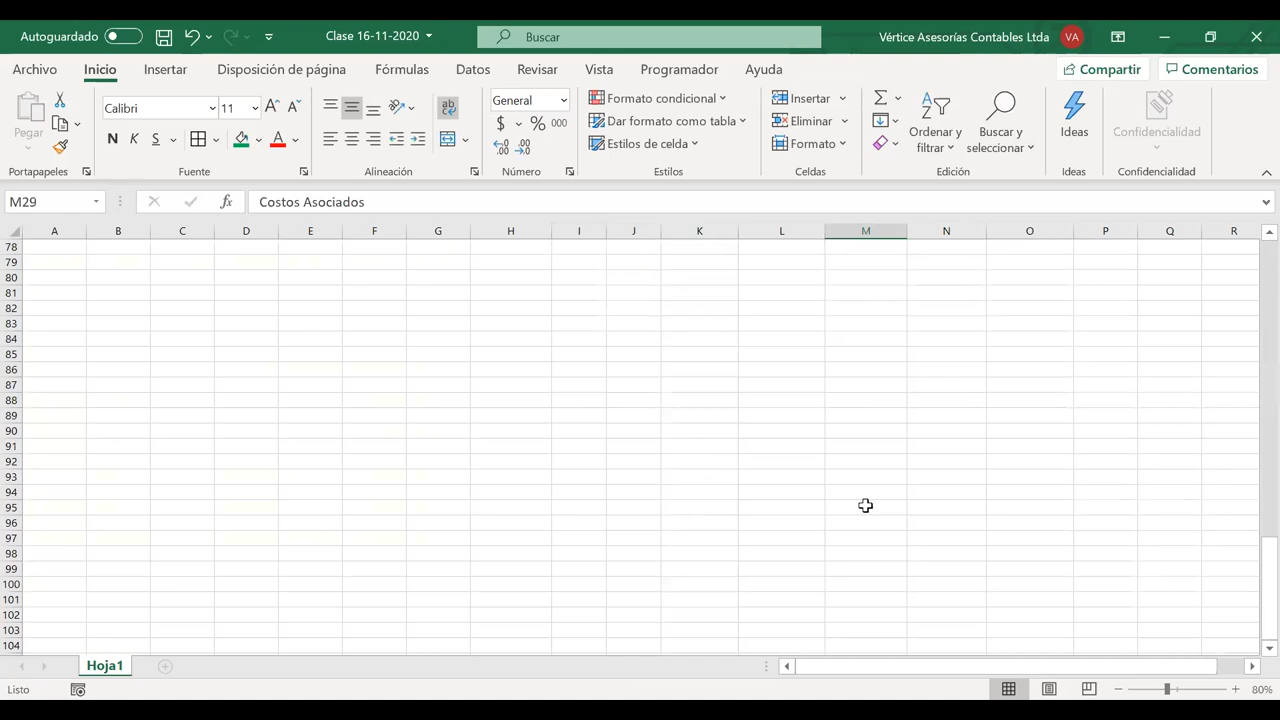 Autoguardado
Clase 16-11-2020
Buscar
Vértice Asesorías Contables Ltda
VA
Archivo Inicio Insertar Disposición de página Fórmulas Datos Revisar Vista Programador Ayuda
Compartir Comentarios
Pegar
Portapapeles
Calibri 11
N K S
Fuente
ab
Alineación
General
$ % 000
Número
Formato condicional
Dar formato como tabla
Estilos de celda
Estilos
Insertar
Eliminar
Formato
Celdas
Ordenar y
filtrar
Buscar y
seleccionar
Edición
Ideas
Ideas
Confidencialidad
Confidencialidad
M29 fx Costos Asociados
A B C D E F G H I J K L M N O P Q R
78
79
80
81
82
83
84
85
86
87
88
89
90
91
92
93
94
95
96
97
98
99
100
101
102
103
104
Hoja1
Listo
80%